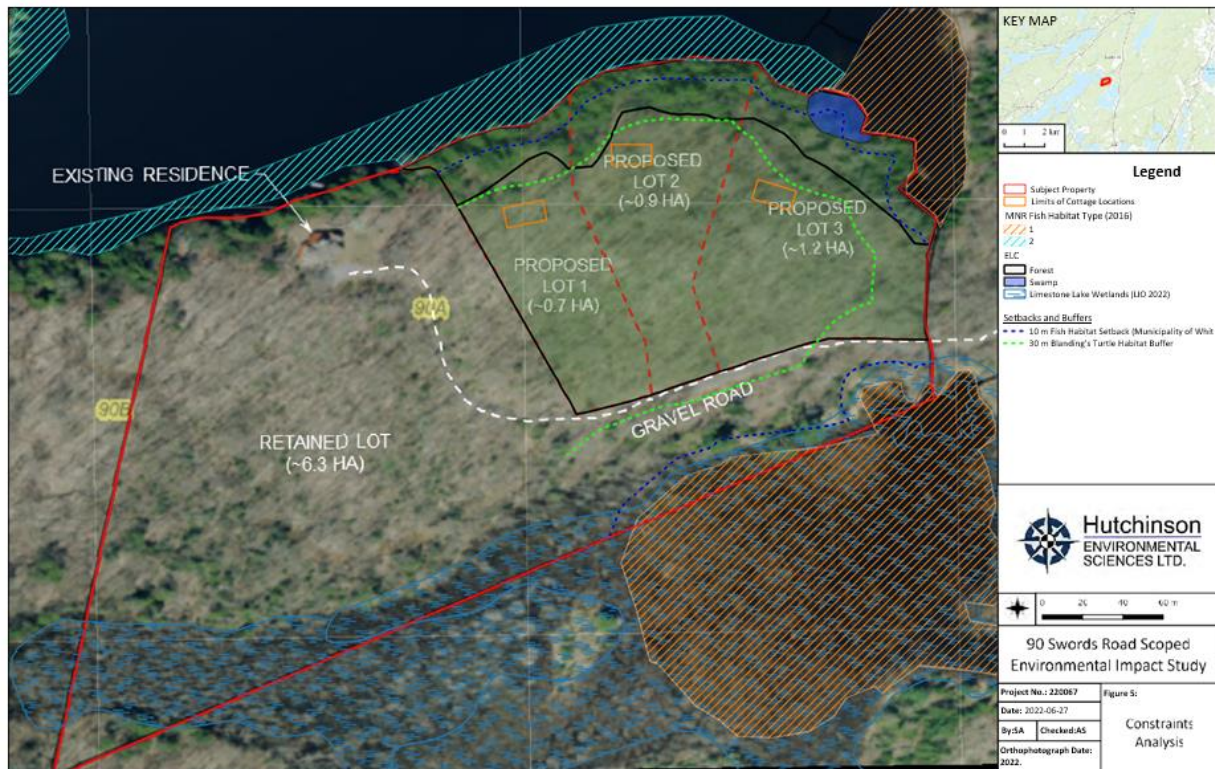 EXISTING RESIDENCE
PROPOSED
LOT 2
(~0.9 HA)
PROPOSED
LOT 3
(~1.2 HA)
PROPOSED
LOT 1
(~0.7 HA)
90A
90B
RETAINED LOT
(~6.3 HA)
GRAVEL ROAD
KEY MAP
0 1 2 km
Legend
Subject Property
Limits of Cottage Locations
MNR Fish Habitat Type (2016)
1
2
ELC
Forest
Swamp
Limestone Lake Wetlands (LIO 2022)
Setbacks and Buffers
10 m Fish Habitat Setback (Municipality of Whit
30 m Blanding's Turtle Habitat Buffer
Hutchinson
ENVIRONMENTAL
SCIENCES LTD.
0 20 40 60 m
90 Swords Road Scoped
Environmental Impact Study
Project No.: 220067
Figure 5:
Date: 2022-06-27
By:SA Checked:AS
Constraints
Analysis
Orthophotograph Date:
2022.